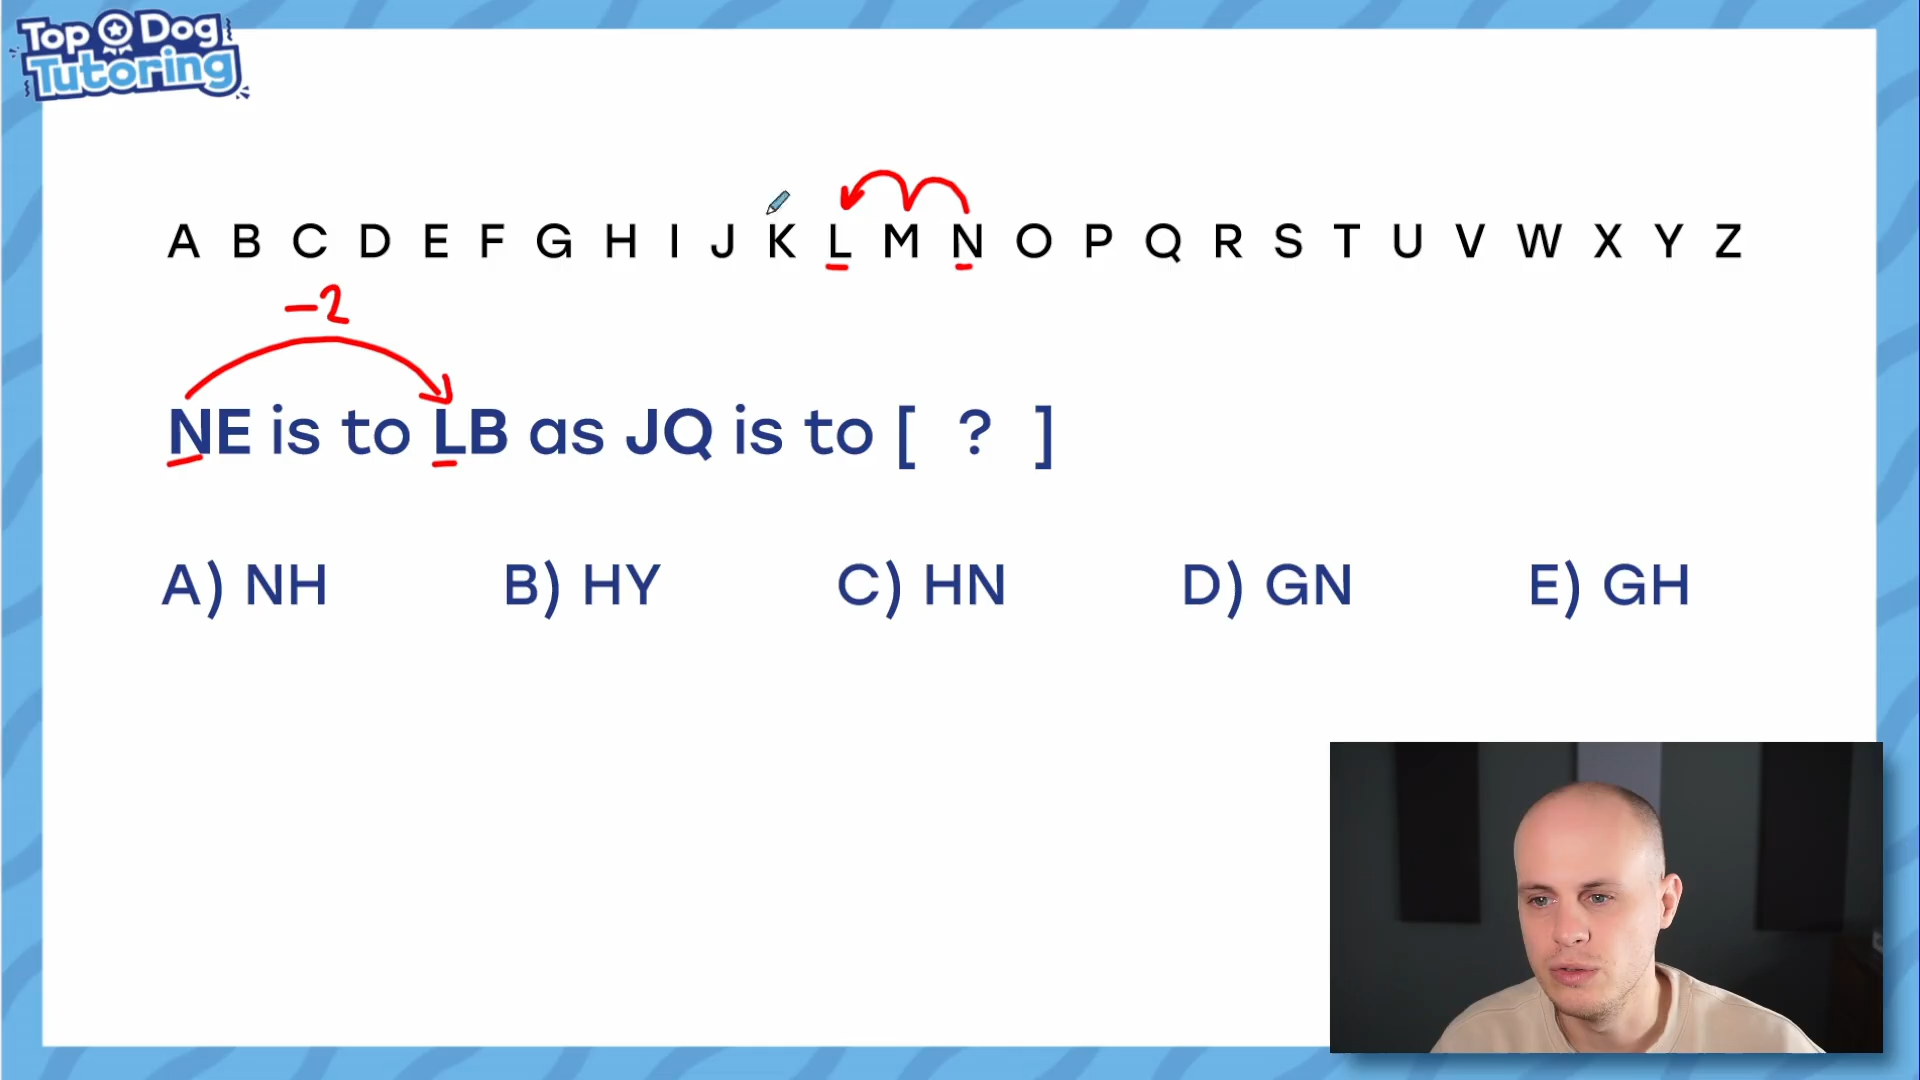 Top Dog
Tutoring
A B C D E F G H I J K L M N O P Q R S T U V W X Y Z
-2
NE is to LB as JQ is to [ ? ]
A) NH B) HY C) HN D) GN E) GH